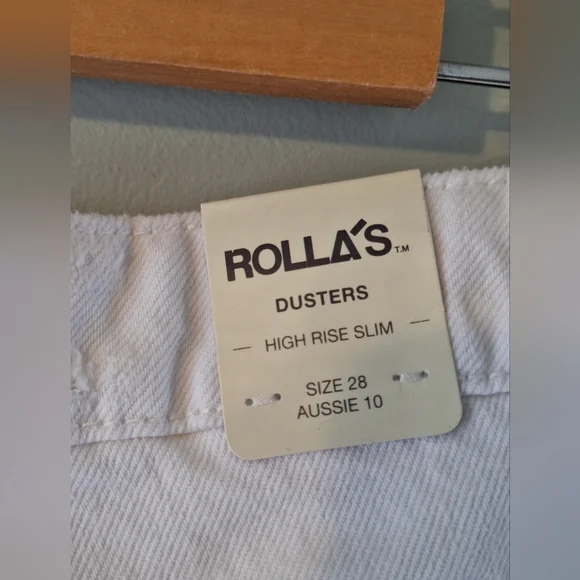 ROLLA'S TM
DUSTERS
— HIGH RISE SLIM —
SIZE 28
AUSSIE 10